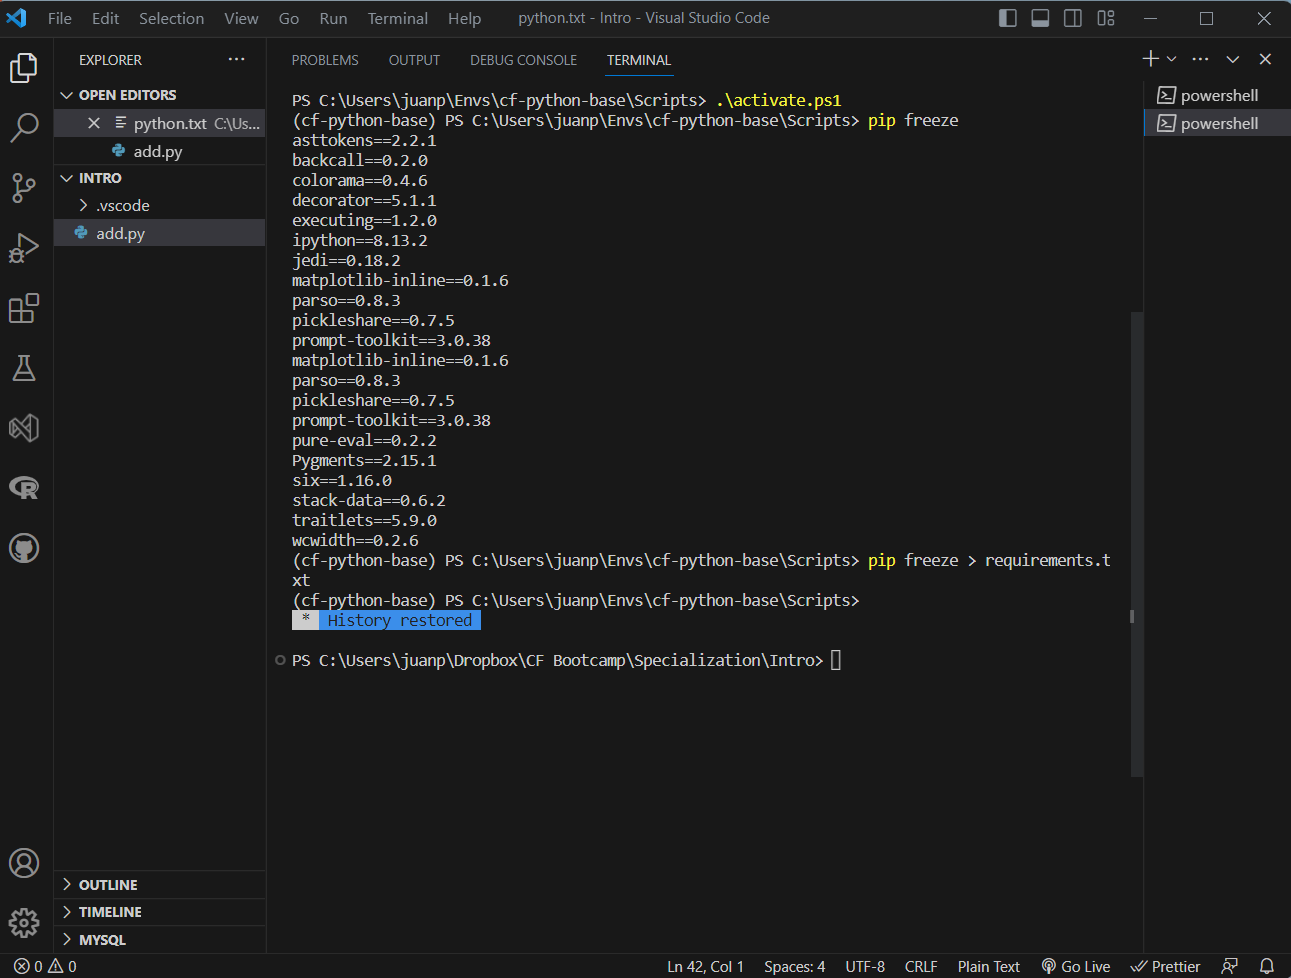 File Edit Selection View Go Run Terminal Help python.txt - Intro - Visual Studio Code
EXPLORER
OPEN EDITORS
python.txt C:\Us...
add.py
INTRO
.vscode
add.py
OUTLINE
TIMELINE
MYSQL
PROBLEMS OUTPUT DEBUG CONSOLE TERMINAL
PS C:\Users\juanp\Envs\cf-python-base\Scripts> .\activate.ps1
(cf-python-base) PS C:\Users\juanp\Envs\cf-python-base\Scripts> pip freeze
asttokens==2.2.1
backcall==0.2.0
colorama==0.4.6
decorator==5.1.1
executing==1.2.0
ipython==8.13.2
jedi==0.18.2
matplotlib-inline==0.1.6
parso==0.8.3
pickleshare==0.7.5
prompt-toolkit==3.0.38
matplotlib-inline==0.1.6
parso==0.8.3
pickleshare==0.7.5
prompt-toolkit==3.0.38
pure-eval==0.2.2
Pygments==2.15.1
six==1.16.0
stack-data==0.6.2
traitlets==5.9.0
wcwidth==0.2.6
(cf-python-base) PS C:\Users\juanp\Envs\cf-python-base\Scripts> pip freeze > requirements.t
xt
(cf-python-base) PS C:\Users\juanp\Envs\cf-python-base\Scripts>
* History restored
PS C:\Users\juanp\Dropbox\CF Bootcamp\Specialization\Intro>
powershell
powershell
0 0 Ln 42, Col 1 Spaces: 4 UTF-8 CRLF Plain Text Go Live Prettier